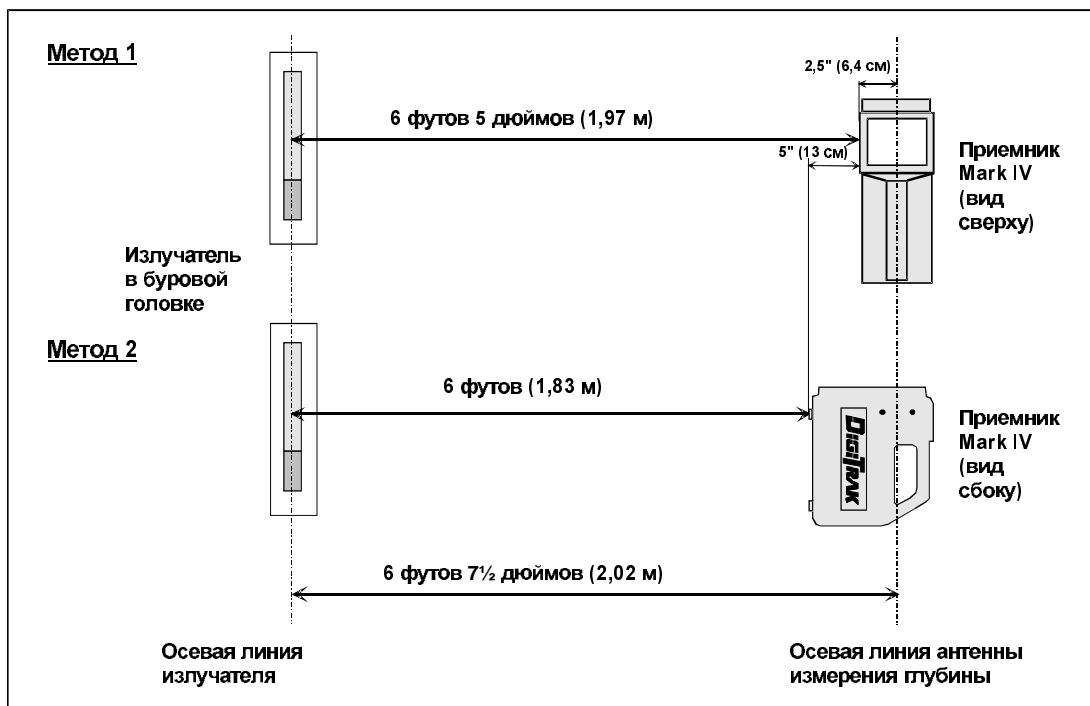 Метод 1
2,5" (6,4 см)
6 футов 5 дюймов (1,97 м)
5" (13 см)
Приемник
Mark IV
(вид
сверху)
Излучатель
в буровой
головке
Метод 2
6 футов (1,83 м)
DIGITRAK
Приемник
Mark IV
(вид
сбоку)
6 футов 7½ дюймов (2,02 м)
Осевая линия
излучателя
Осевая линия антенны
измерения глубины